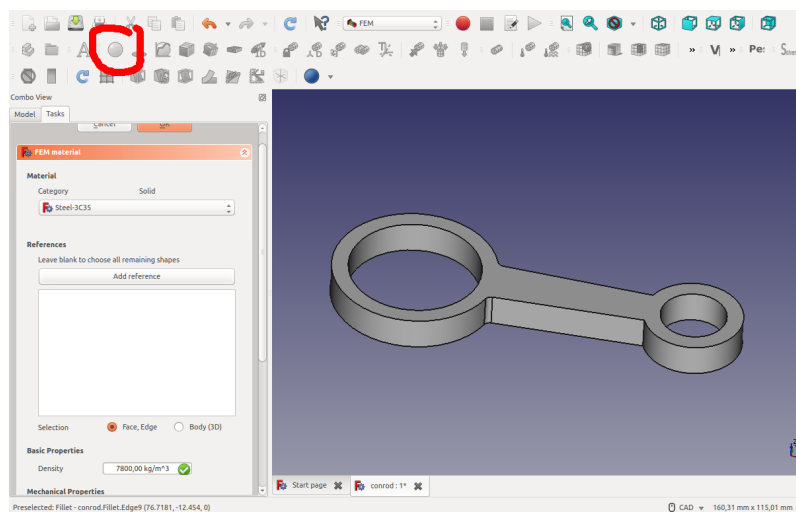 FEM
A
»
V
»
Pe:
Combo View
Model
Tasks
Cancel
OK
FEM material
Material
Category
Solid
Steel-3C35
References
Leave blank to choose all remaining shapes
Add reference
Selection
Face, Edge
Body (3D)
Basic Properties
Density
7800,00 kg/m^3
Mechanical Properties
Start page
conrod : 1*
Preselected: Fillet - conrod.Fillet.Edge9 (76.7181, -12.454, 0)
CAD
160,31 mm x 115,01 mm